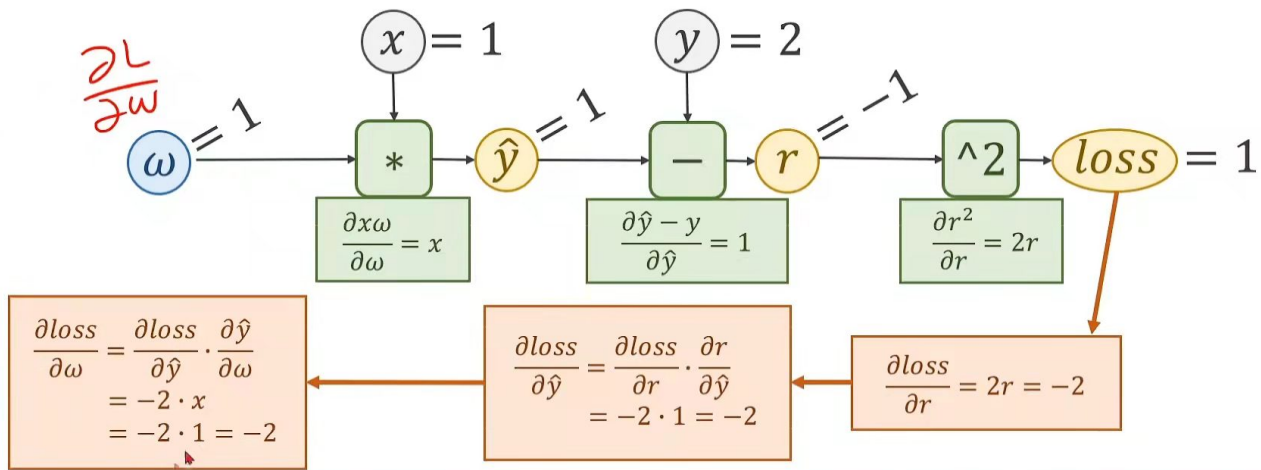 x = 1
y = 2
∂L
∂w
ω = 1
*
ŷ = 1
−
r = −1
^2
loss = 1
∂xω/∂ω = x
∂ŷ − y/∂ŷ = 1
∂r²/∂r = 2r
∂loss/∂ω = ∂loss/∂ŷ · ∂ŷ/∂ω
= −2 · x
= −2 · 1 = −2
∂loss/∂ŷ = ∂loss/∂r · ∂r/∂ŷ
= −2 · 1 = −2
∂loss/∂r = 2r = −2